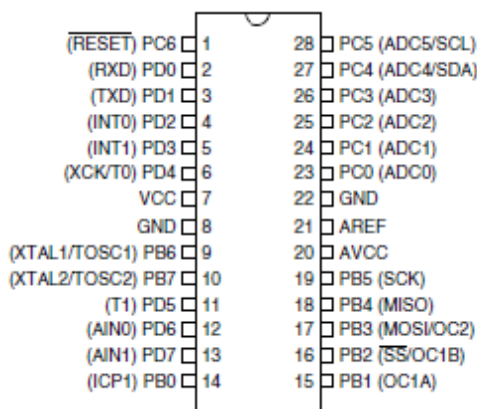 (RESET) PC6 1 28 PC5 (ADC5/SCL)
(RXD) PD0 2 27 PC4 (ADC4/SDA)
(TXD) PD1 3 26 PC3 (ADC3)
(INT0) PD2 4 25 PC2 (ADC2)
(INT1) PD3 5 24 PC1 (ADC1)
(XCK/T0) PD4 6 23 PC0 (ADC0)
VCC 7 22 GND
GND 8 21 AREF
(XTAL1/TOSC1) PB6 9 20 AVCC
(XTAL2/TOSC2) PB7 10 19 PB5 (SCK)
(T1) PD5 11 18 PB4 (MISO)
(AIN0) PD6 12 17 PB3 (MOSI/OC2)
(AIN1) PD7 13 16 PB2 (SS/OC1B)
(ICP1) PB0 14 15 PB1 (OC1A)